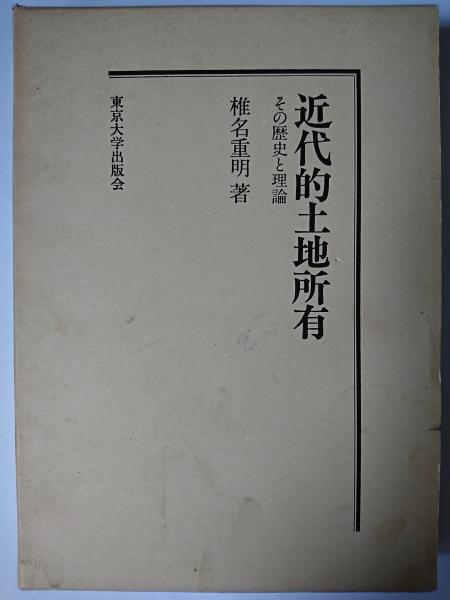 近代的土地所有
その歴史と理論
椎名重明著
東京大学出版会